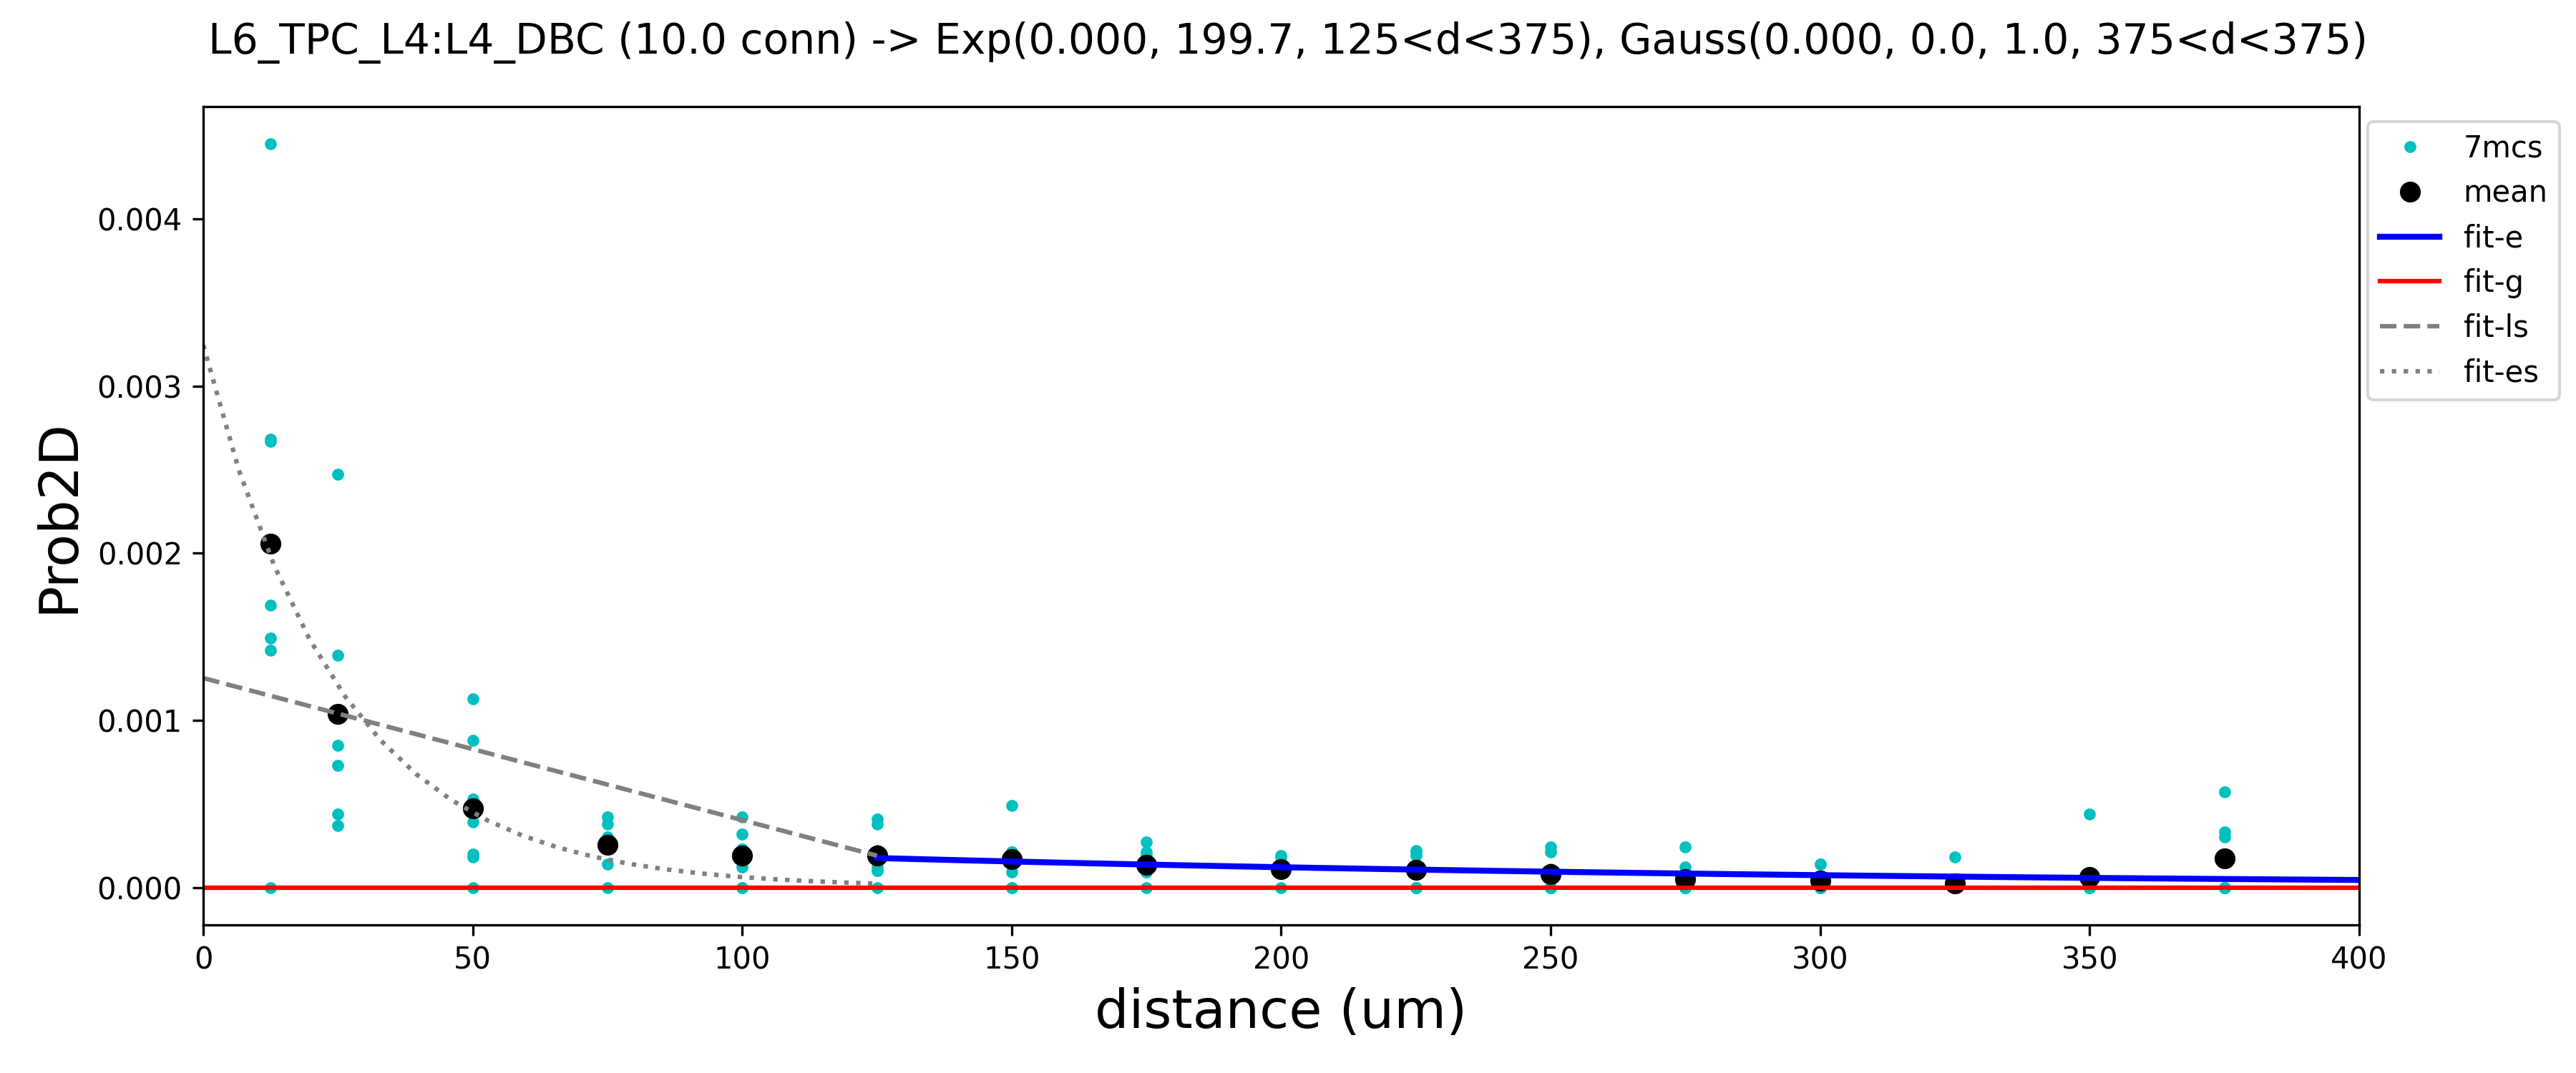 L6_TPC_L4:L4_DBC (10.0 conn) -> Exp(0.000, 199.7, 125<d<375), Gauss(0.000, 0.0, 1.0, 375<d<375)
7mcs
mean
fit-e
fit-g
fit-ls
fit-es
Prob2D
0.004
0.003
0.002
0.001
0.000
0 50 100 150 200 250 300 350 400
distance (um)